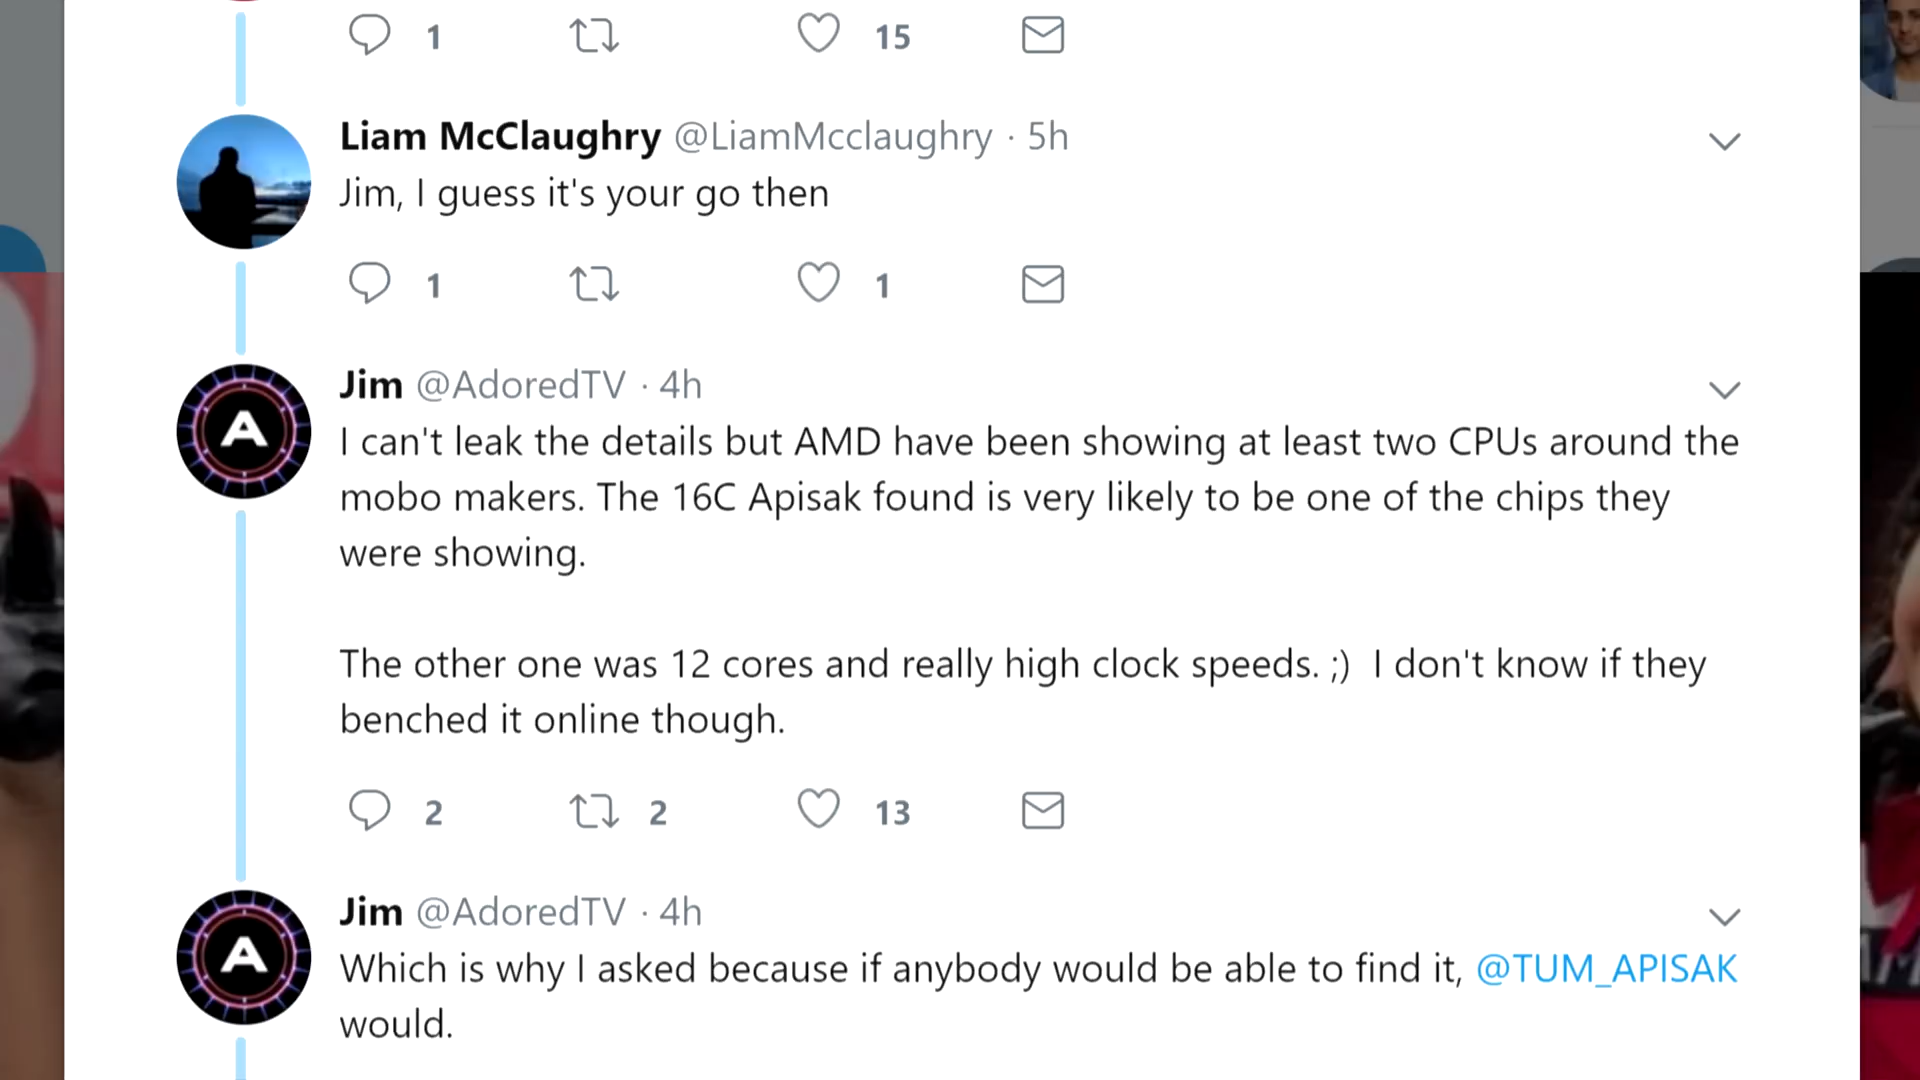 1 15
Liam McClaughry @LiamMcclaughry · 5h
Jim, I guess it's your go then
1 1
A
Jim @AdoredTV · 4h
I can't leak the details but AMD have been showing at least two CPUs around the
mobo makers. The 16C Apisak found is very likely to be one of the chips they
were showing.
The other one was 12 cores and really high clock speeds. ;) I don't know if they
benched it online though.
2 2 13
A
Jim @AdoredTV · 4h
Which is why I asked because if anybody would be able to find it, @TUM_APISAK
would.